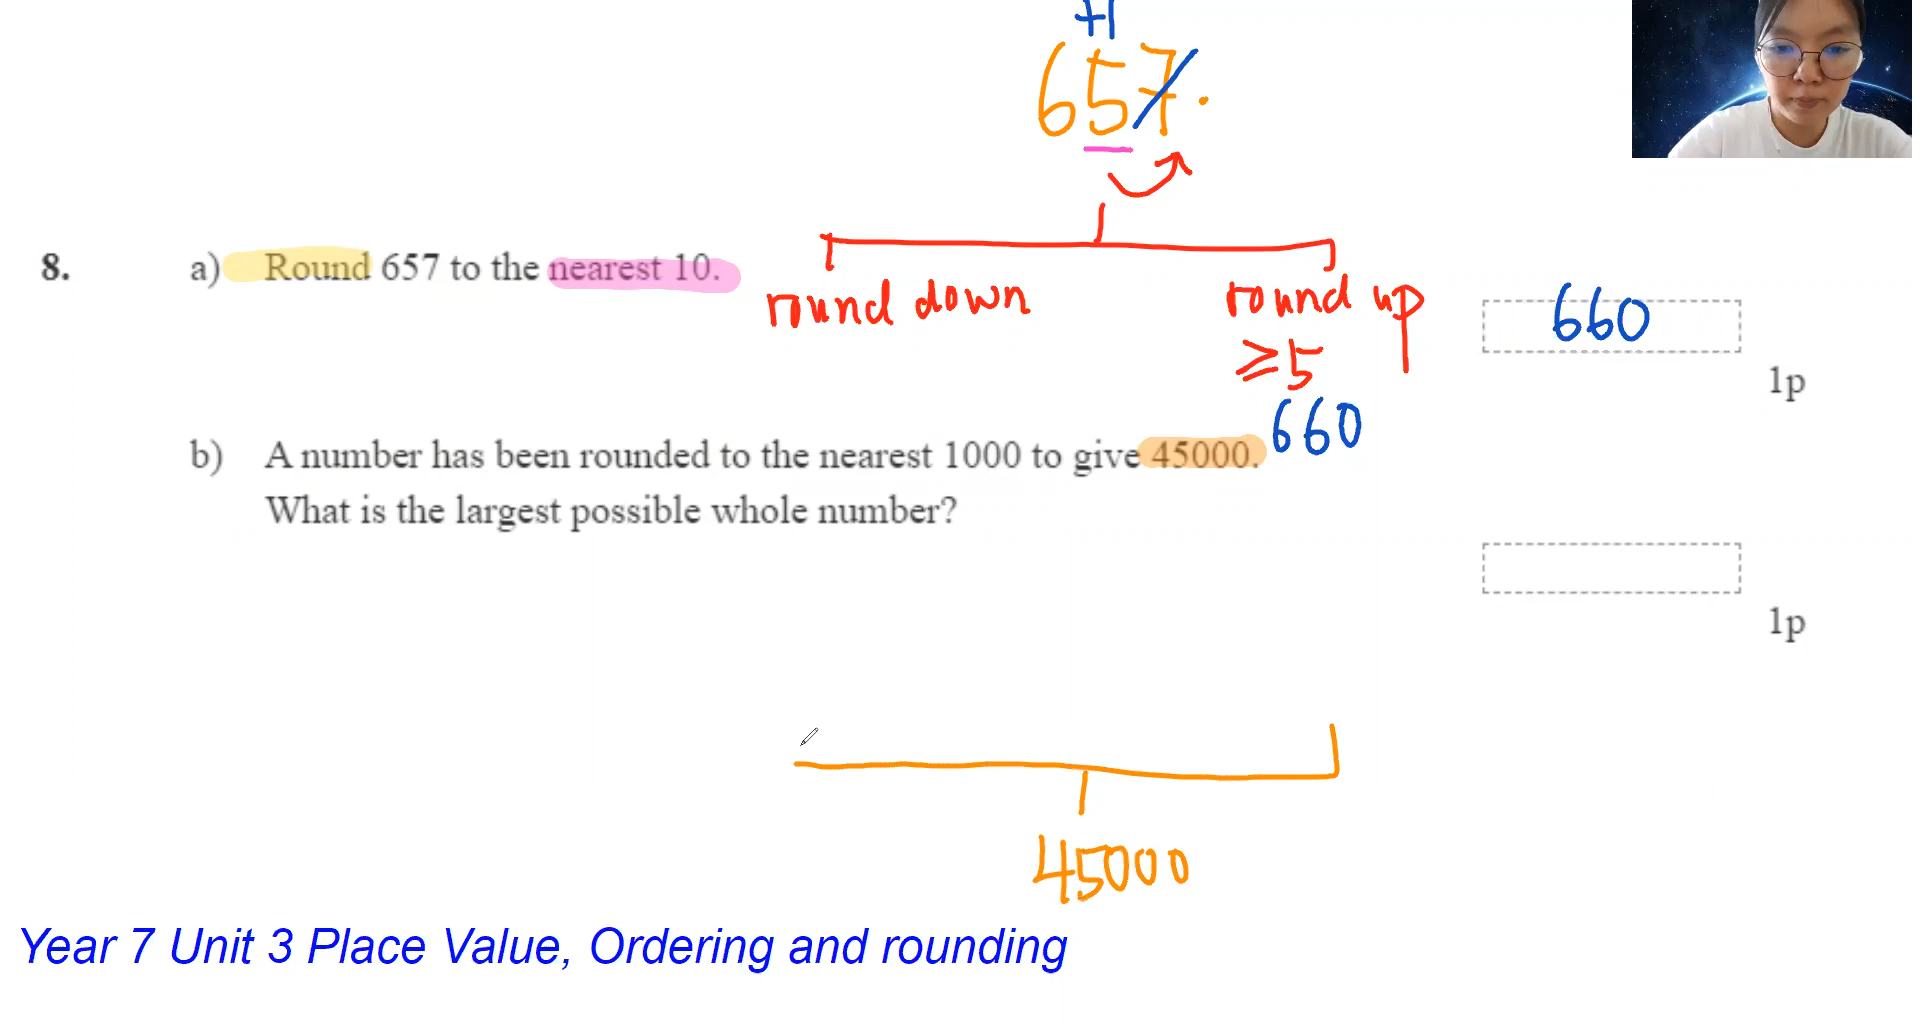 +1
657.
8. a) Round 657 to the nearest 10.
round down
round up
≥5
660
1p
b) A number has been rounded to the nearest 1000 to give 45000.
660
What is the largest possible whole number?
1p
45000
Year 7 Unit 3 Place Value, Ordering and rounding